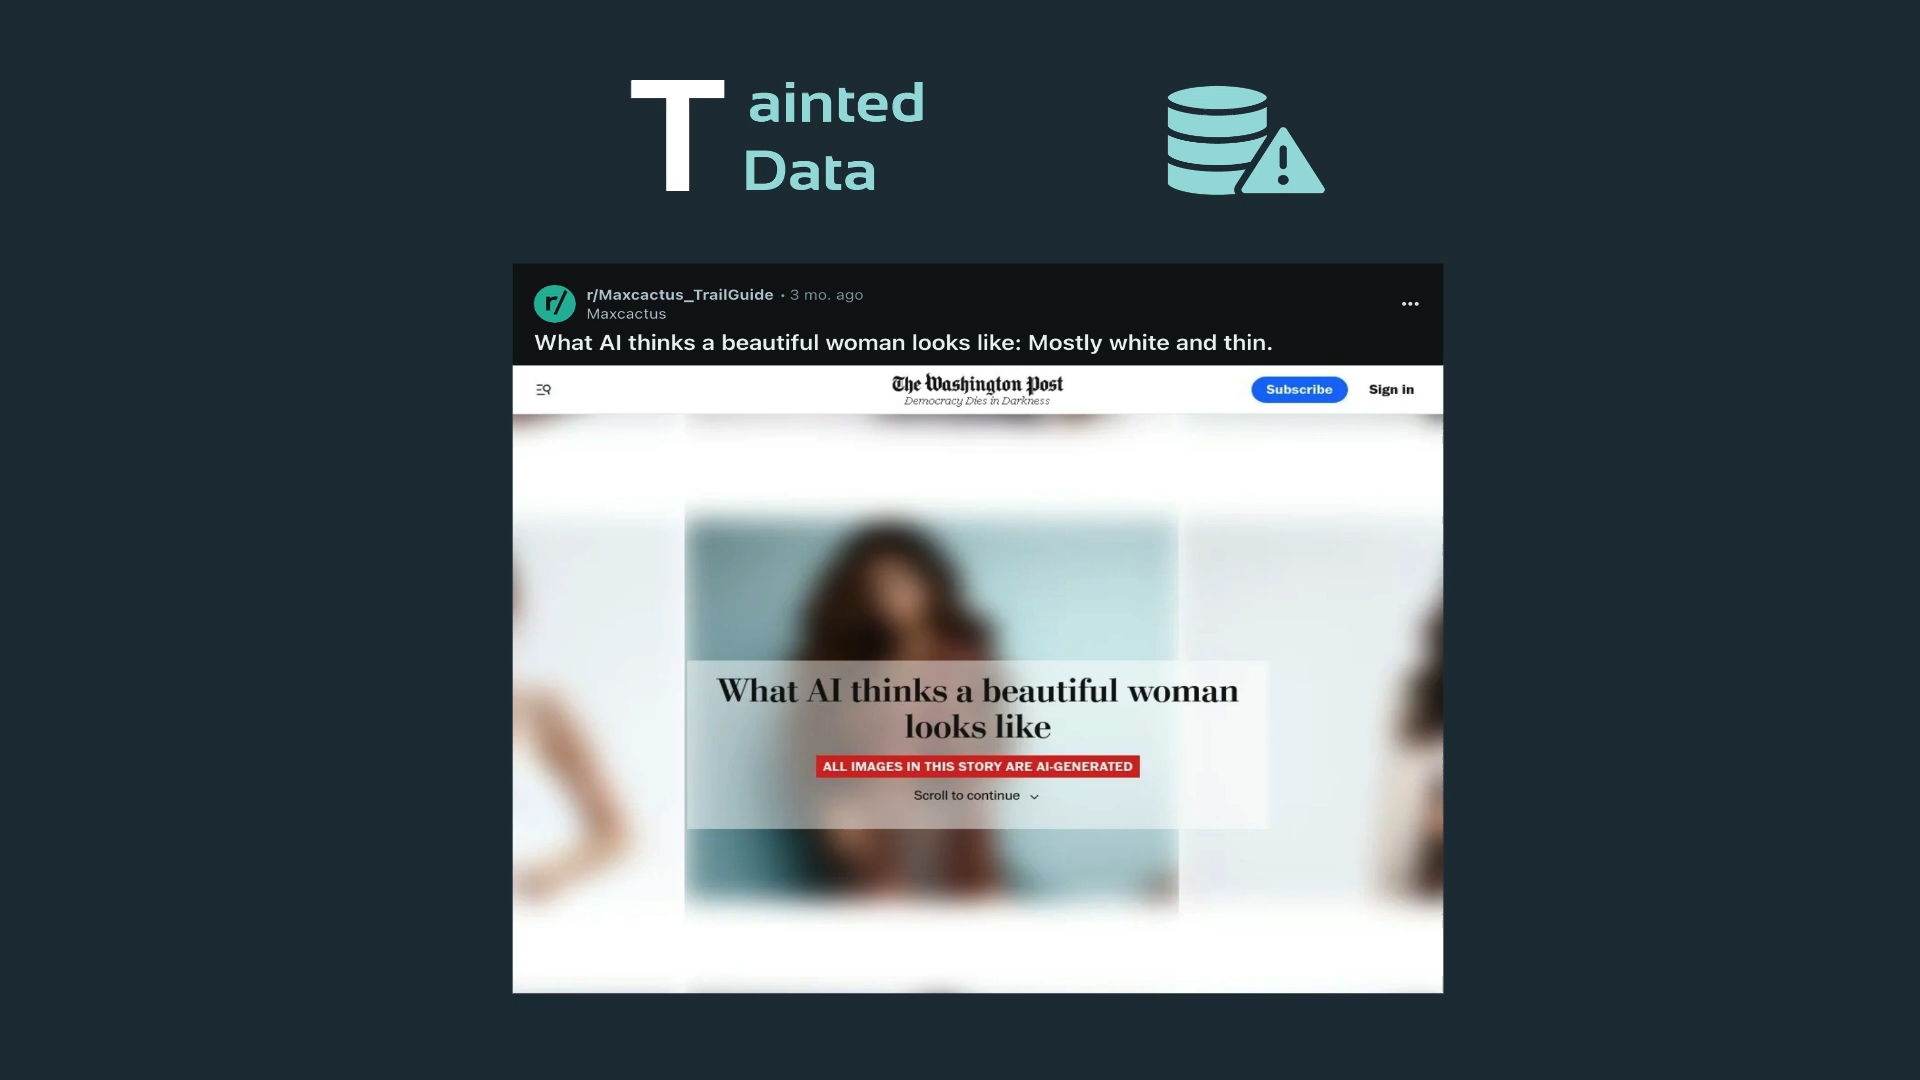 Tainted
Data
r/Maxcactus_TrailGuide • 3 mo. ago
Maxcactus
What AI thinks a beautiful woman looks like: Mostly white and thin.
The Washington Post
Democracy Dies in Darkness
Subscribe
Sign in
What AI thinks a beautiful woman
looks like
ALL IMAGES IN THIS STORY ARE AI-GENERATED
Scroll to continue